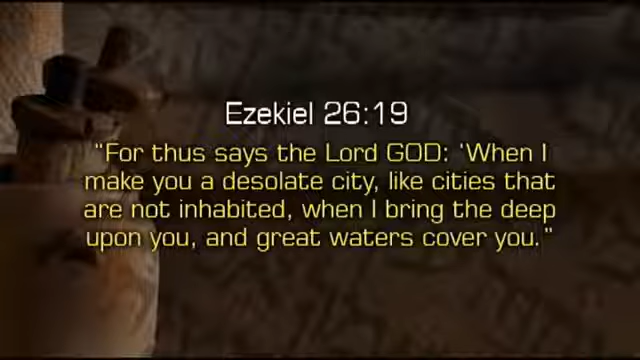 Ezekiel 26:19
“For thus says the Lord GOD: ‘When I
make you a desolate city, like cities that
are not inhabited, when I bring the deep
upon you, and great waters cover you.”